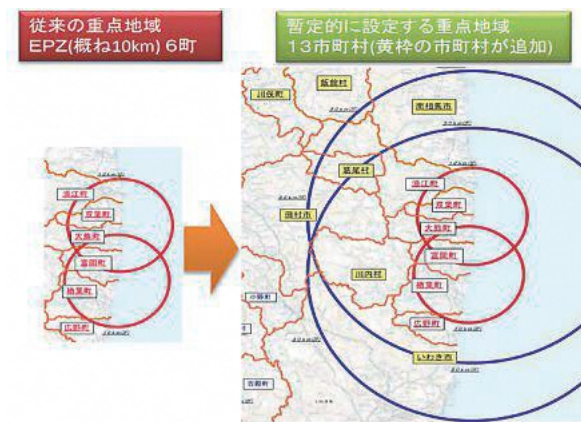 従来の重点地域
EPZ(概ね10km) 6町
暫定的に設定する重点地域
13市町村(黄枠の市町村が追加)
浪江町
双葉町
大熊町
富岡町
楢葉町
広野町
飯舘村
川俣町
南相馬市
葛尾村
浪江町
田村市
双葉町
大熊町
富岡町
川内村
楢葉町
小野町
広野町
いわき市